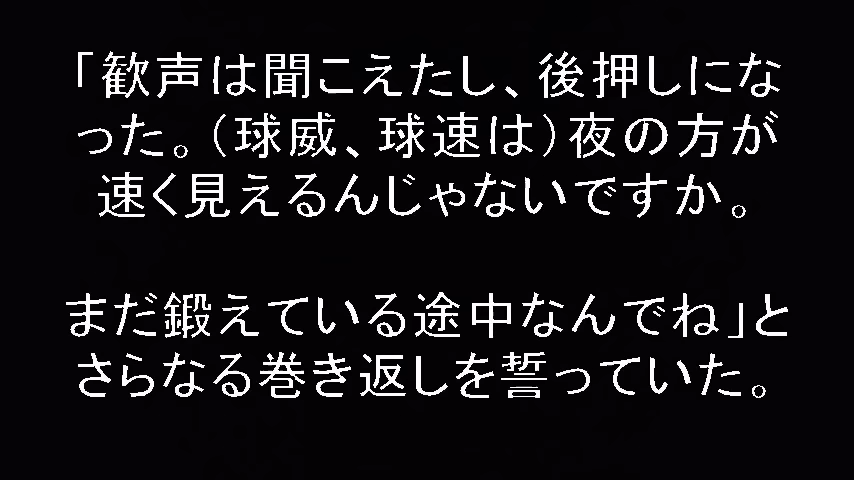 「歓声は聞こえたし、後押しにな
った。(球威、球速は)夜の方が
速く見えるんじゃないですか。
まだ鍛えている途中なんでね」と
さらなる巻き返しを誓っていた。